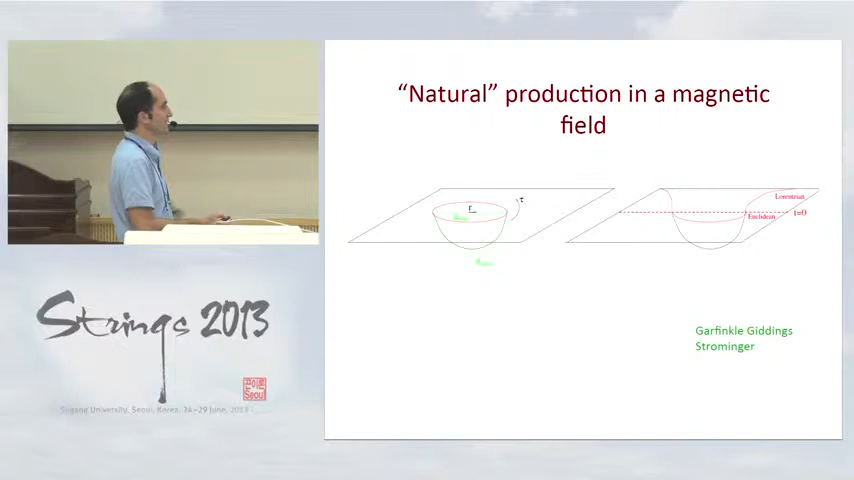 "Natural" production in a magnetic
field
r
τ
Lorentzian
Euclidean
t=0
Garfinkle Giddings
Strominger
Strings 2013
Seoul
Sogang University, Seoul, Korea, 24-29 June, 2013